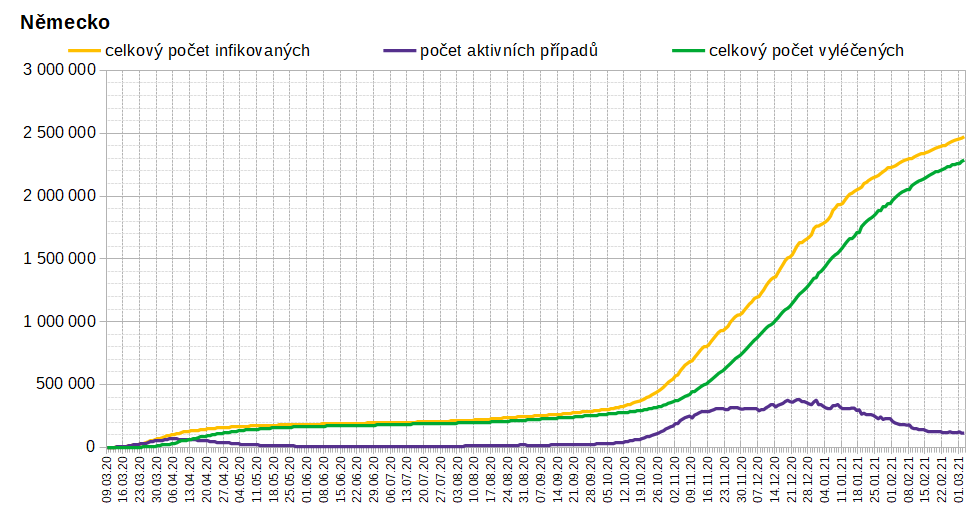 Německo
celkový počet infikovaných počet aktivních případů celkový počet vyléčených
3 000 000
2 500 000
2 000 000
1 500 000
1 000 000
500 000
0
09.03.20 16.03.20 23.03.20 30.03.20 06.04.20 13.04.20 20.04.20 27.04.20 04.05.20 11.05.20 18.05.20 25.05.20 01.06.20 08.06.20 15.06.20 22.06.20 29.06.20 06.07.20 13.07.20 20.07.20 27.07.20 03.08.20 10.08.20 17.08.20 24.08.20 31.08.20 07.09.20 14.09.20 21.09.20 28.09.20 05.10.20 12.10.20 19.10.20 26.10.20 02.11.20 09.11.20 16.11.20 23.11.20 30.11.20 07.12.20 14.12.20 21.12.20 28.12.20 04.01.21 11.01.21 18.01.21 25.01.21 01.02.21 08.02.21 15.02.21 22.02.21 01.03.21